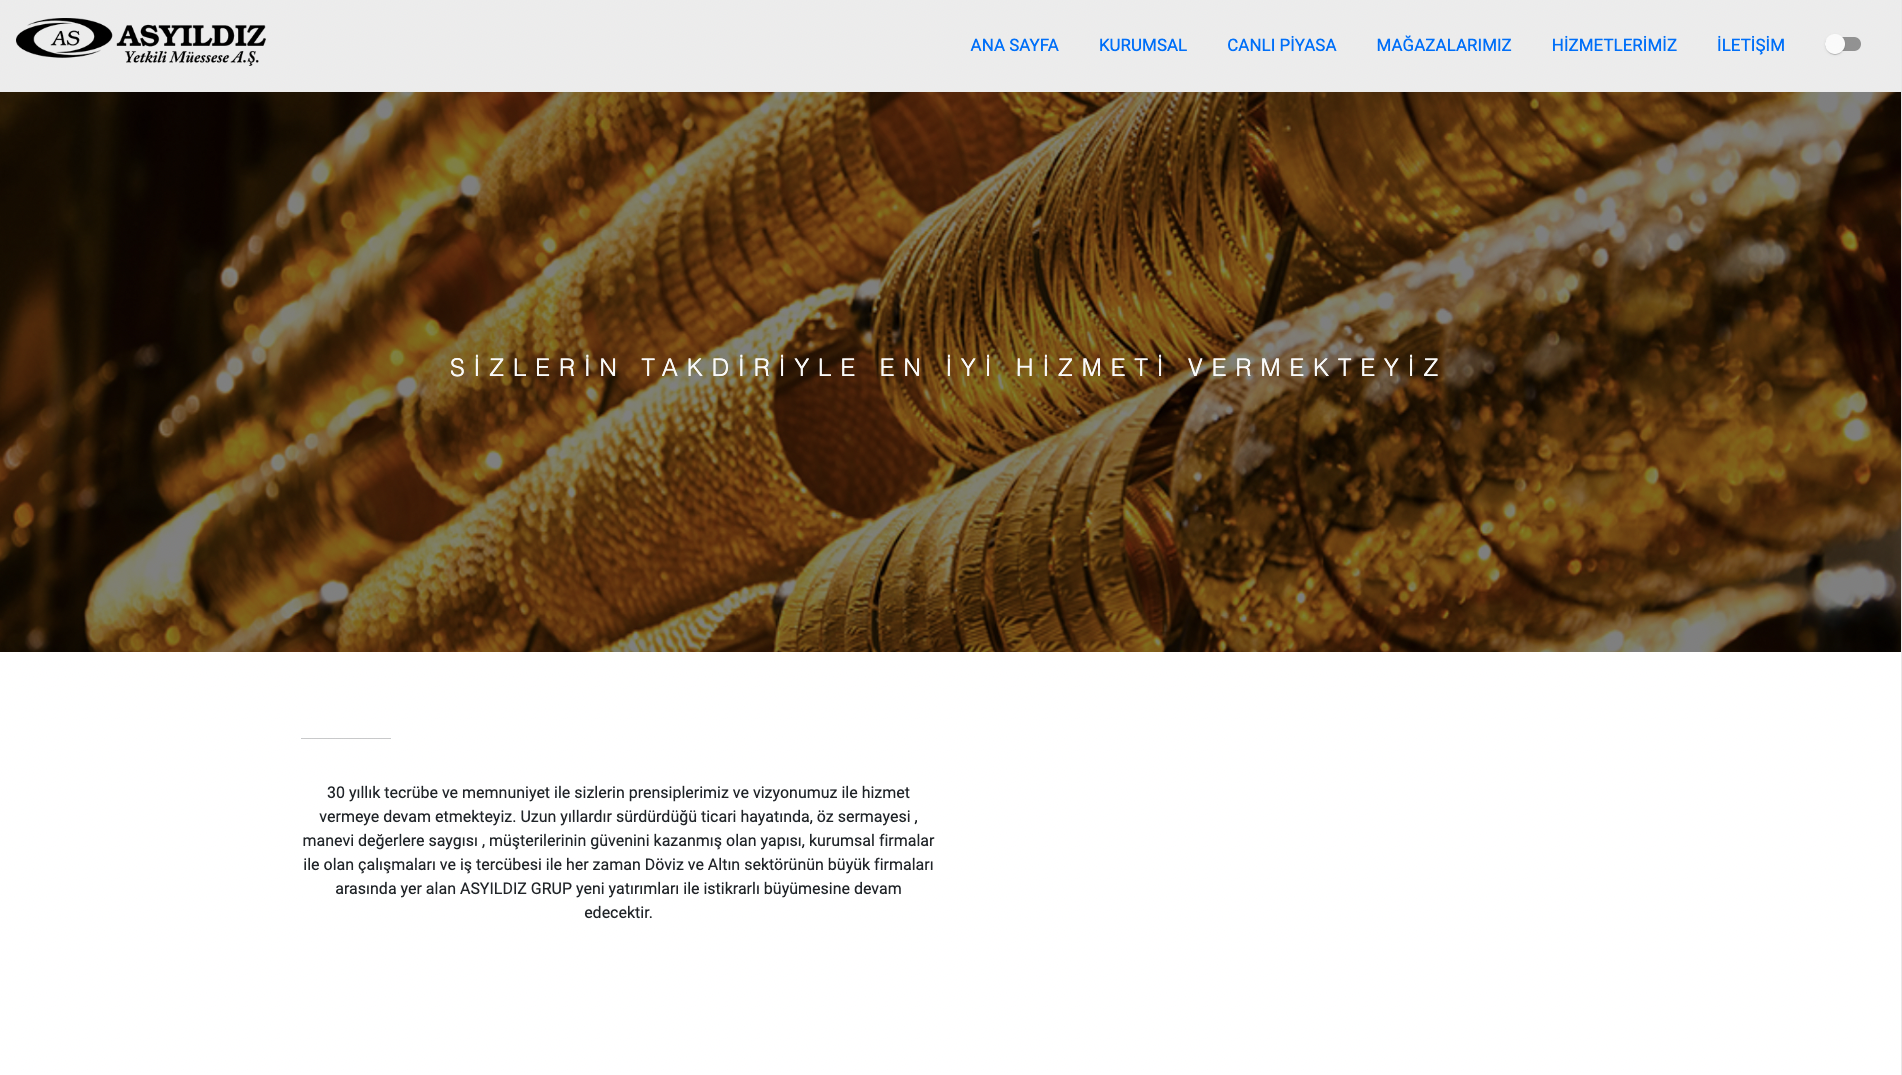 AS
ASYILDIZ
Yetkili Müessese A.Ş.
ANA SAYFA
KURUMSAL
CANLI PİYASA
MAĞAZALARIMIZ
HİZMETLERİMİZ
İLETİŞİM
SİZLERİN TAKDİRİYLE EN İYİ HİZMETİ VERMEKTEYİZ
30 yıllık tecrübe ve memnuniyet ile sizlerin prensiplerimiz ve vizyonumuz ile hizmet
vermeye devam etmekteyiz. Uzun yıllardır sürdürdüğü ticari hayatında, öz sermayesi ,
manevi değerlere saygısı , müşterilerinin güvenini kazanmış olan yapısı, kurumsal firmalar
ile olan çalışmaları ve iş tercübesi ile her zaman Döviz ve Altın sektörünün büyük firmaları
arasında yer alan ASYILDIZ GRUP yeni yatırımları ile istikrarlı büyümesine devam
edecektir.